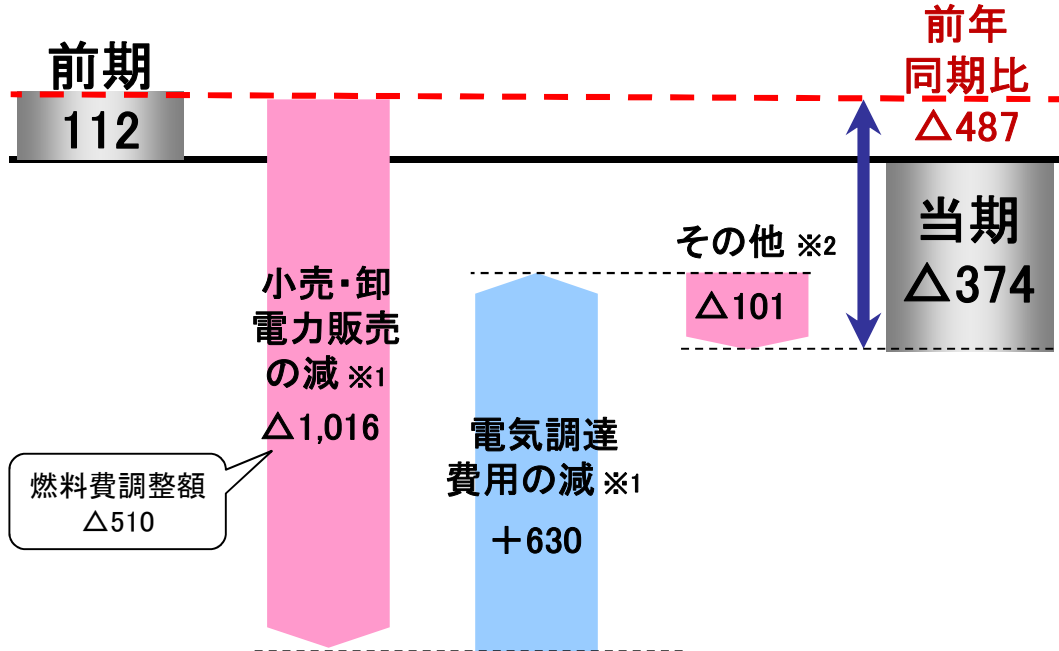 前期
112
前年
同期比
△487
当期
△374
小売・卸
電力販売
の減 ※1
△1,016
燃料費調整額
△510
電気調達
費用の減 ※1
＋630
その他 ※2
△101